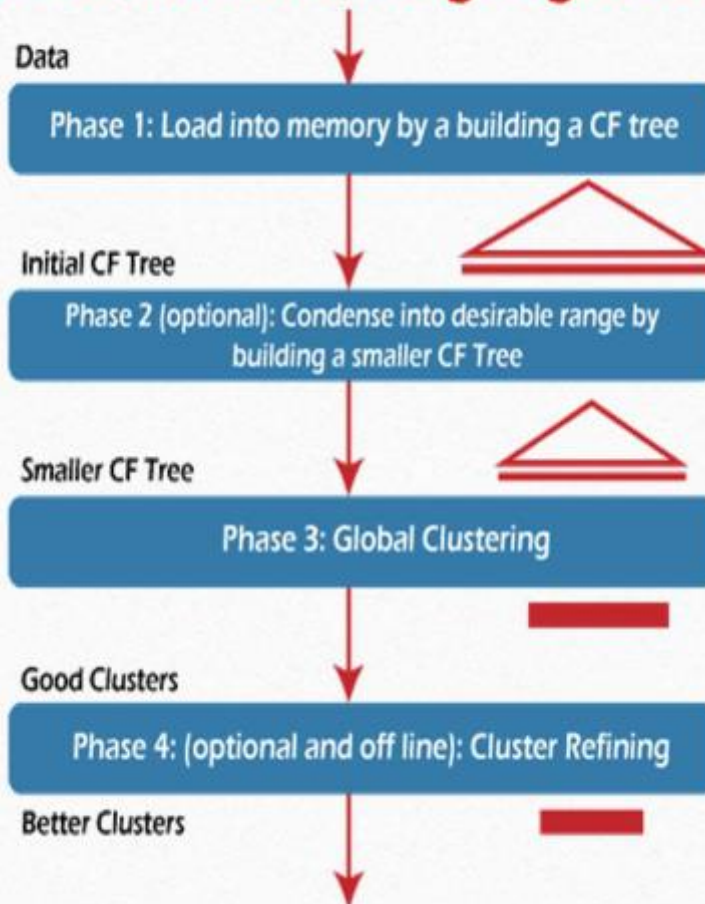 Data
Phase 1: Load into memory by a building a CF tree
Initial CF Tree
Phase 2 (optional): Condense into desirable range by
building a smaller CF Tree
Smaller CF Tree
Phase 3: Global Clustering
Good Clusters
Phase 4: (optional and off line): Cluster Refining
Better Clusters